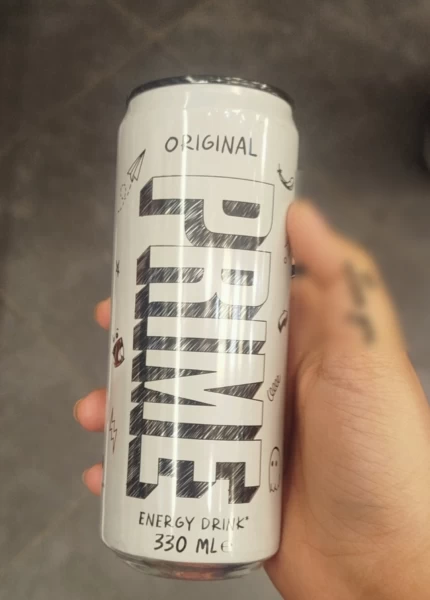 ORIGINAL
PRIME
ENERGY DRINK*
330 ML℮